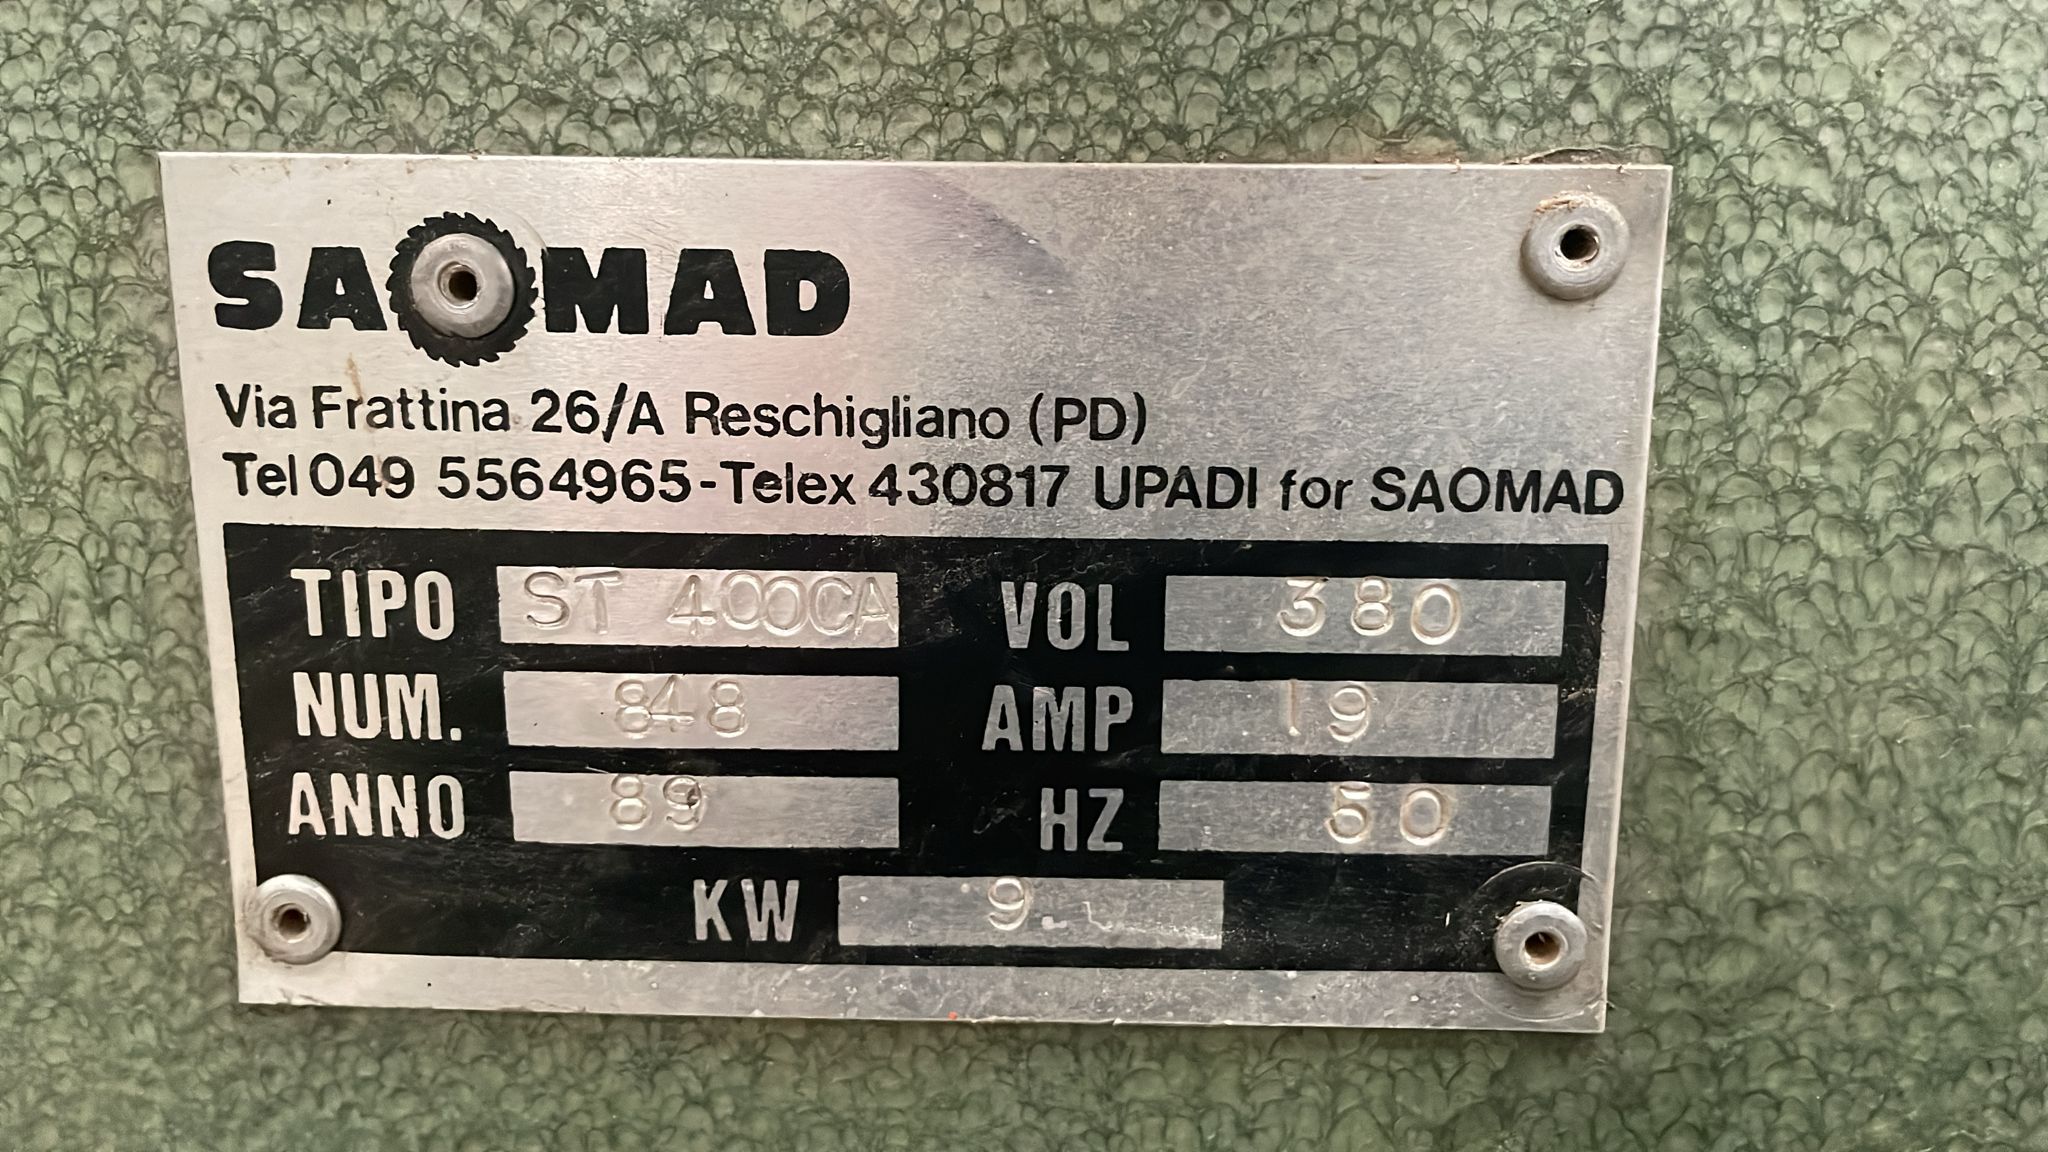 SAOMAD
Via Frattina 26/A Reschigliano (PD)
Tel 049 5564965-Telex 430817 UPADI for SAOMAD
TIPO ST 400CA VOL 380
NUM. 848 AMP 19
ANNO 89 HZ 50
KW 9.